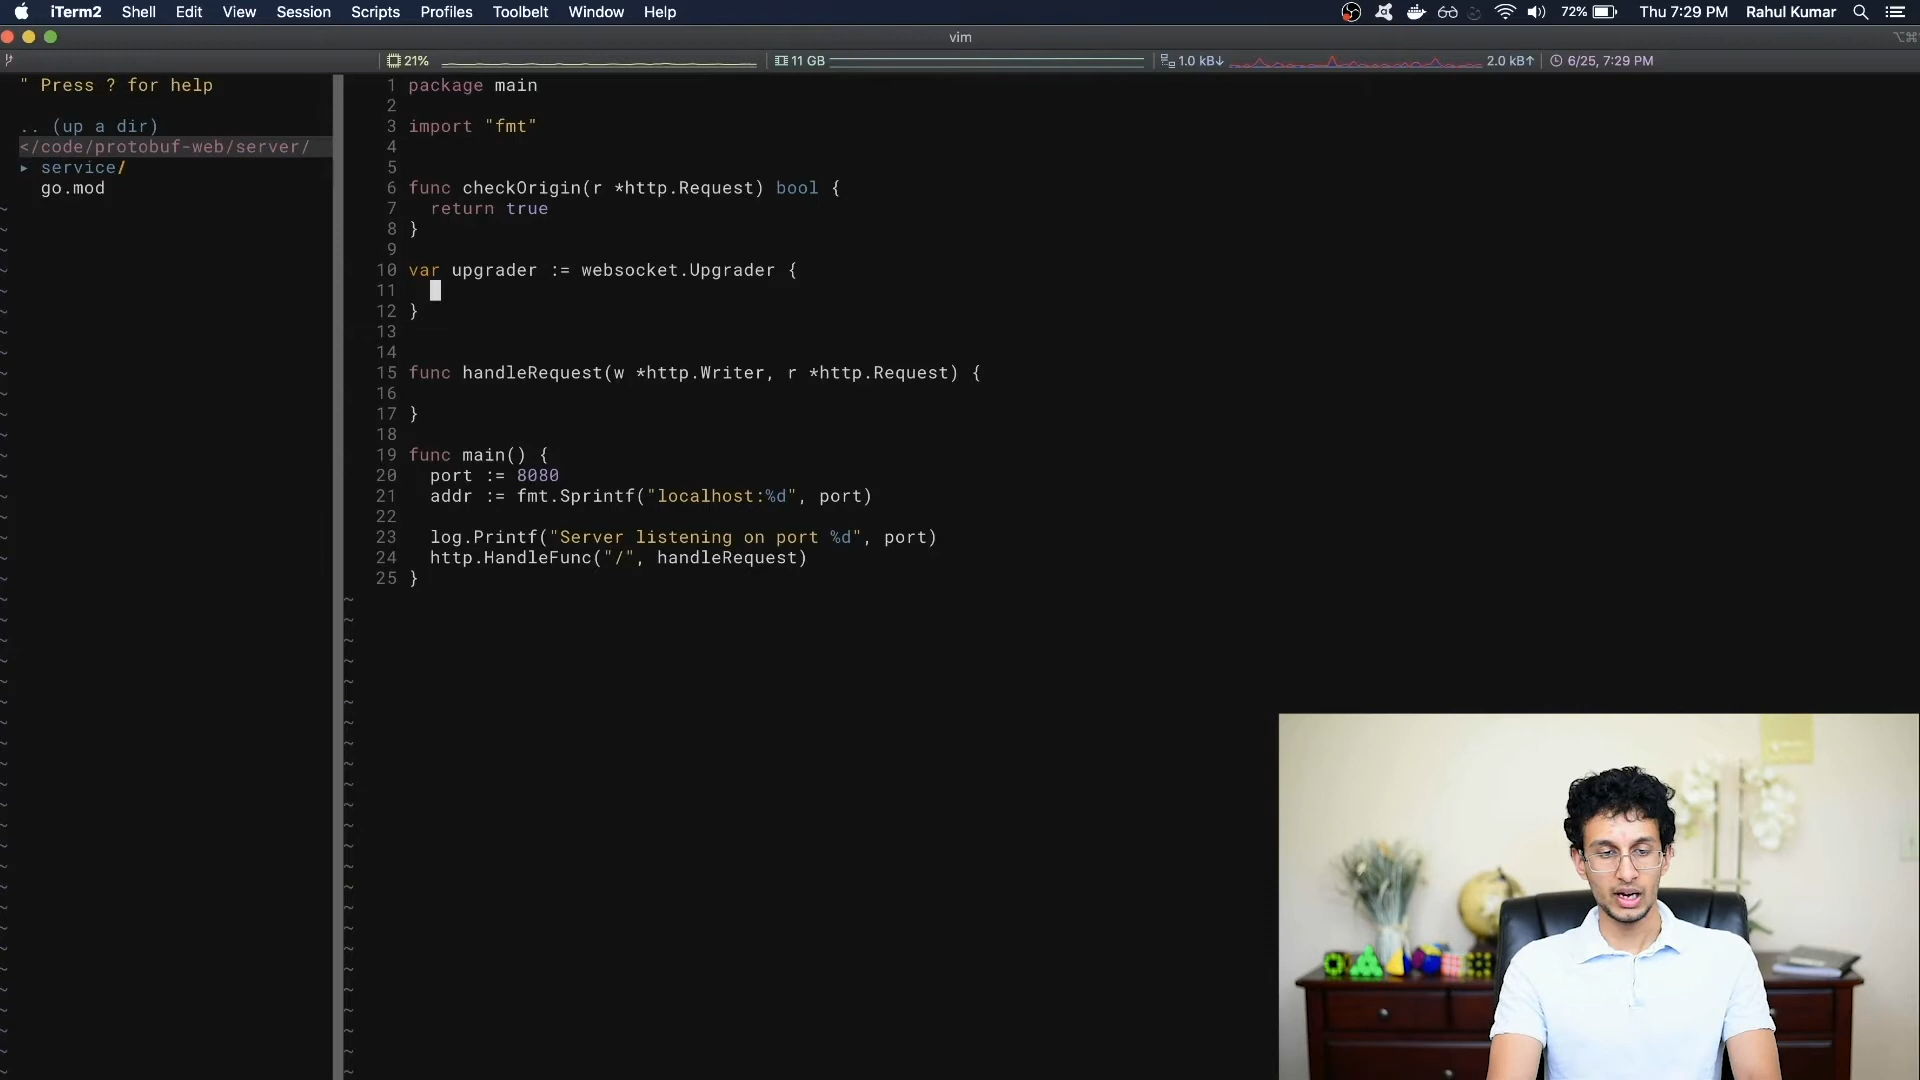 iTerm2 Shell Edit View Session Scripts Profiles Toolbelt Window Help 72% Thu 7:29 PM Rahul Kumar
vim
21% 11 GB 1.0 kB↓ 2.0 kB↑ 6/25, 7:29 PM
" Press ? for help
.. (up a dir)
</code/protobuf-web/server/
▸ service/
go.mod
1 package main
2
3 import "fmt"
4
5
6 func checkOrigin(r *http.Request) bool {
7 return true
8 }
9
10 var upgrader := websocket.Upgrader {
11
12 }
13
14
15 func handleRequest(w *http.Writer, r *http.Request) {
16
17 }
18
19 func main() {
20 port := 8080
21 addr := fmt.Sprintf("localhost:%d", port)
22
23 log.Printf("Server listening on port %d", port)
24 http.HandleFunc("/", handleRequest)
25 }